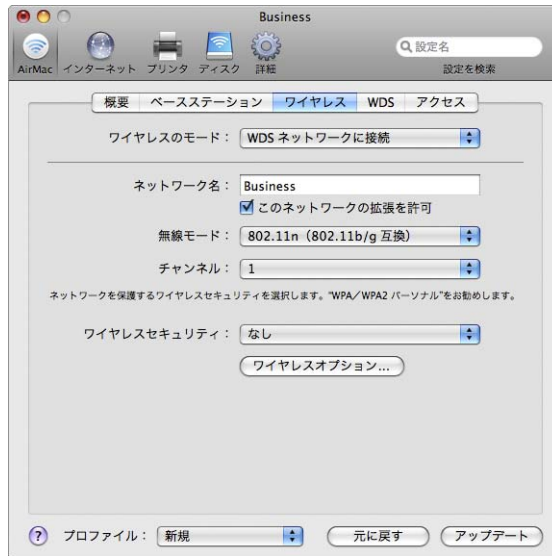 Business
設定名
AirMac インターネット プリンタ ディスク 詳細 設定を検索
概要 ベースステーション ワイヤレス WDS アクセス
ワイヤレスのモード： WDS ネットワークに接続
ネットワーク名： Business
このネットワークの拡張を許可
無線モード： 802.11n（802.11b/g 互換）
チャンネル： 1
ネットワークを保護するワイヤレスセキュリティを選択します。"WPA／WPA2 パーソナル"をお勧めします。
ワイヤレスセキュリティ： なし
ワイヤレスオプション...
? プロファイル： 新規 元に戻す アップデート